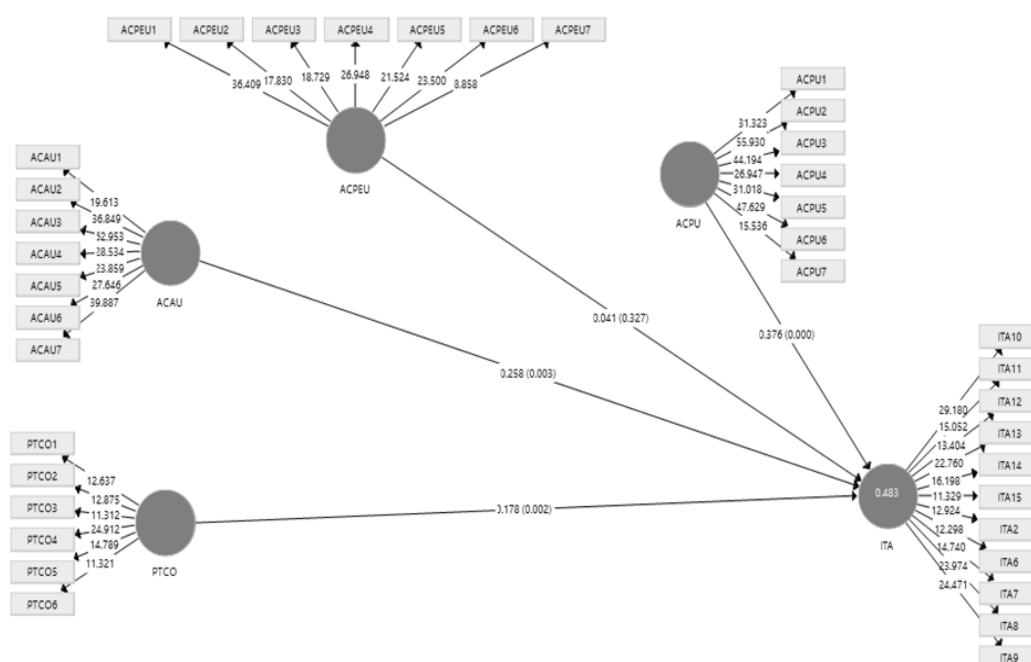 ACPEU1 ACPEU2 ACPEU3 ACPEU4 ACPEU5 ACPEU6 ACPEU7
36.409 17.830 18.729 26.948 21.524 23.500 8.858
ACPEU
ACPU1
ACPU2
ACPU3
ACPU4
ACPU5
ACPU6
ACPU7
31.323
55.930
44.194
26.947
31.018
47.629
15.536
ACPU
ACAU1
ACAU2
ACAU3
ACAU4
ACAU5
ACAU6
ACAU7
19.613
36.849
52.953
28.534
23.859
27.646
39.887
ACAU
0.041 (0.327)
0.376 (0.000)
0.258 (0.003)
0.178 (0.002)
PTCO1
PTCO2
PTCO3
PTCO4
PTCO5
PTCO6
12.637
12.875
11.312
24.912
14.789
11.321
PTCO
0.483
ITA
ITA10
ITA11
ITA12
ITA13
ITA14
ITA15
ITA2
ITA6
ITA7
ITA8
ITA9
29.180
15.052
13.404
22.760
16.198
11.329
12.924
12.298
14.740
23.974
24.471